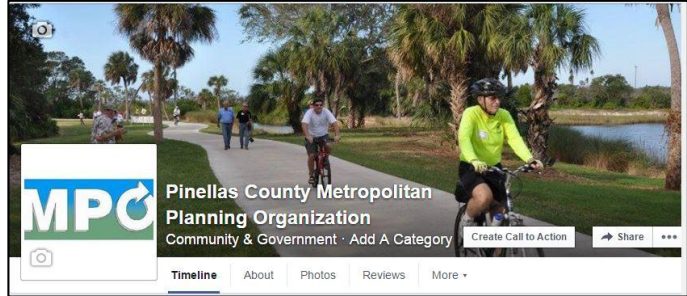 MPO
Pinellas County Metropolitan
Planning Organization
Community & Government · Add A Category
Create Call to Action
Share
Timeline
About
Photos
Reviews
More